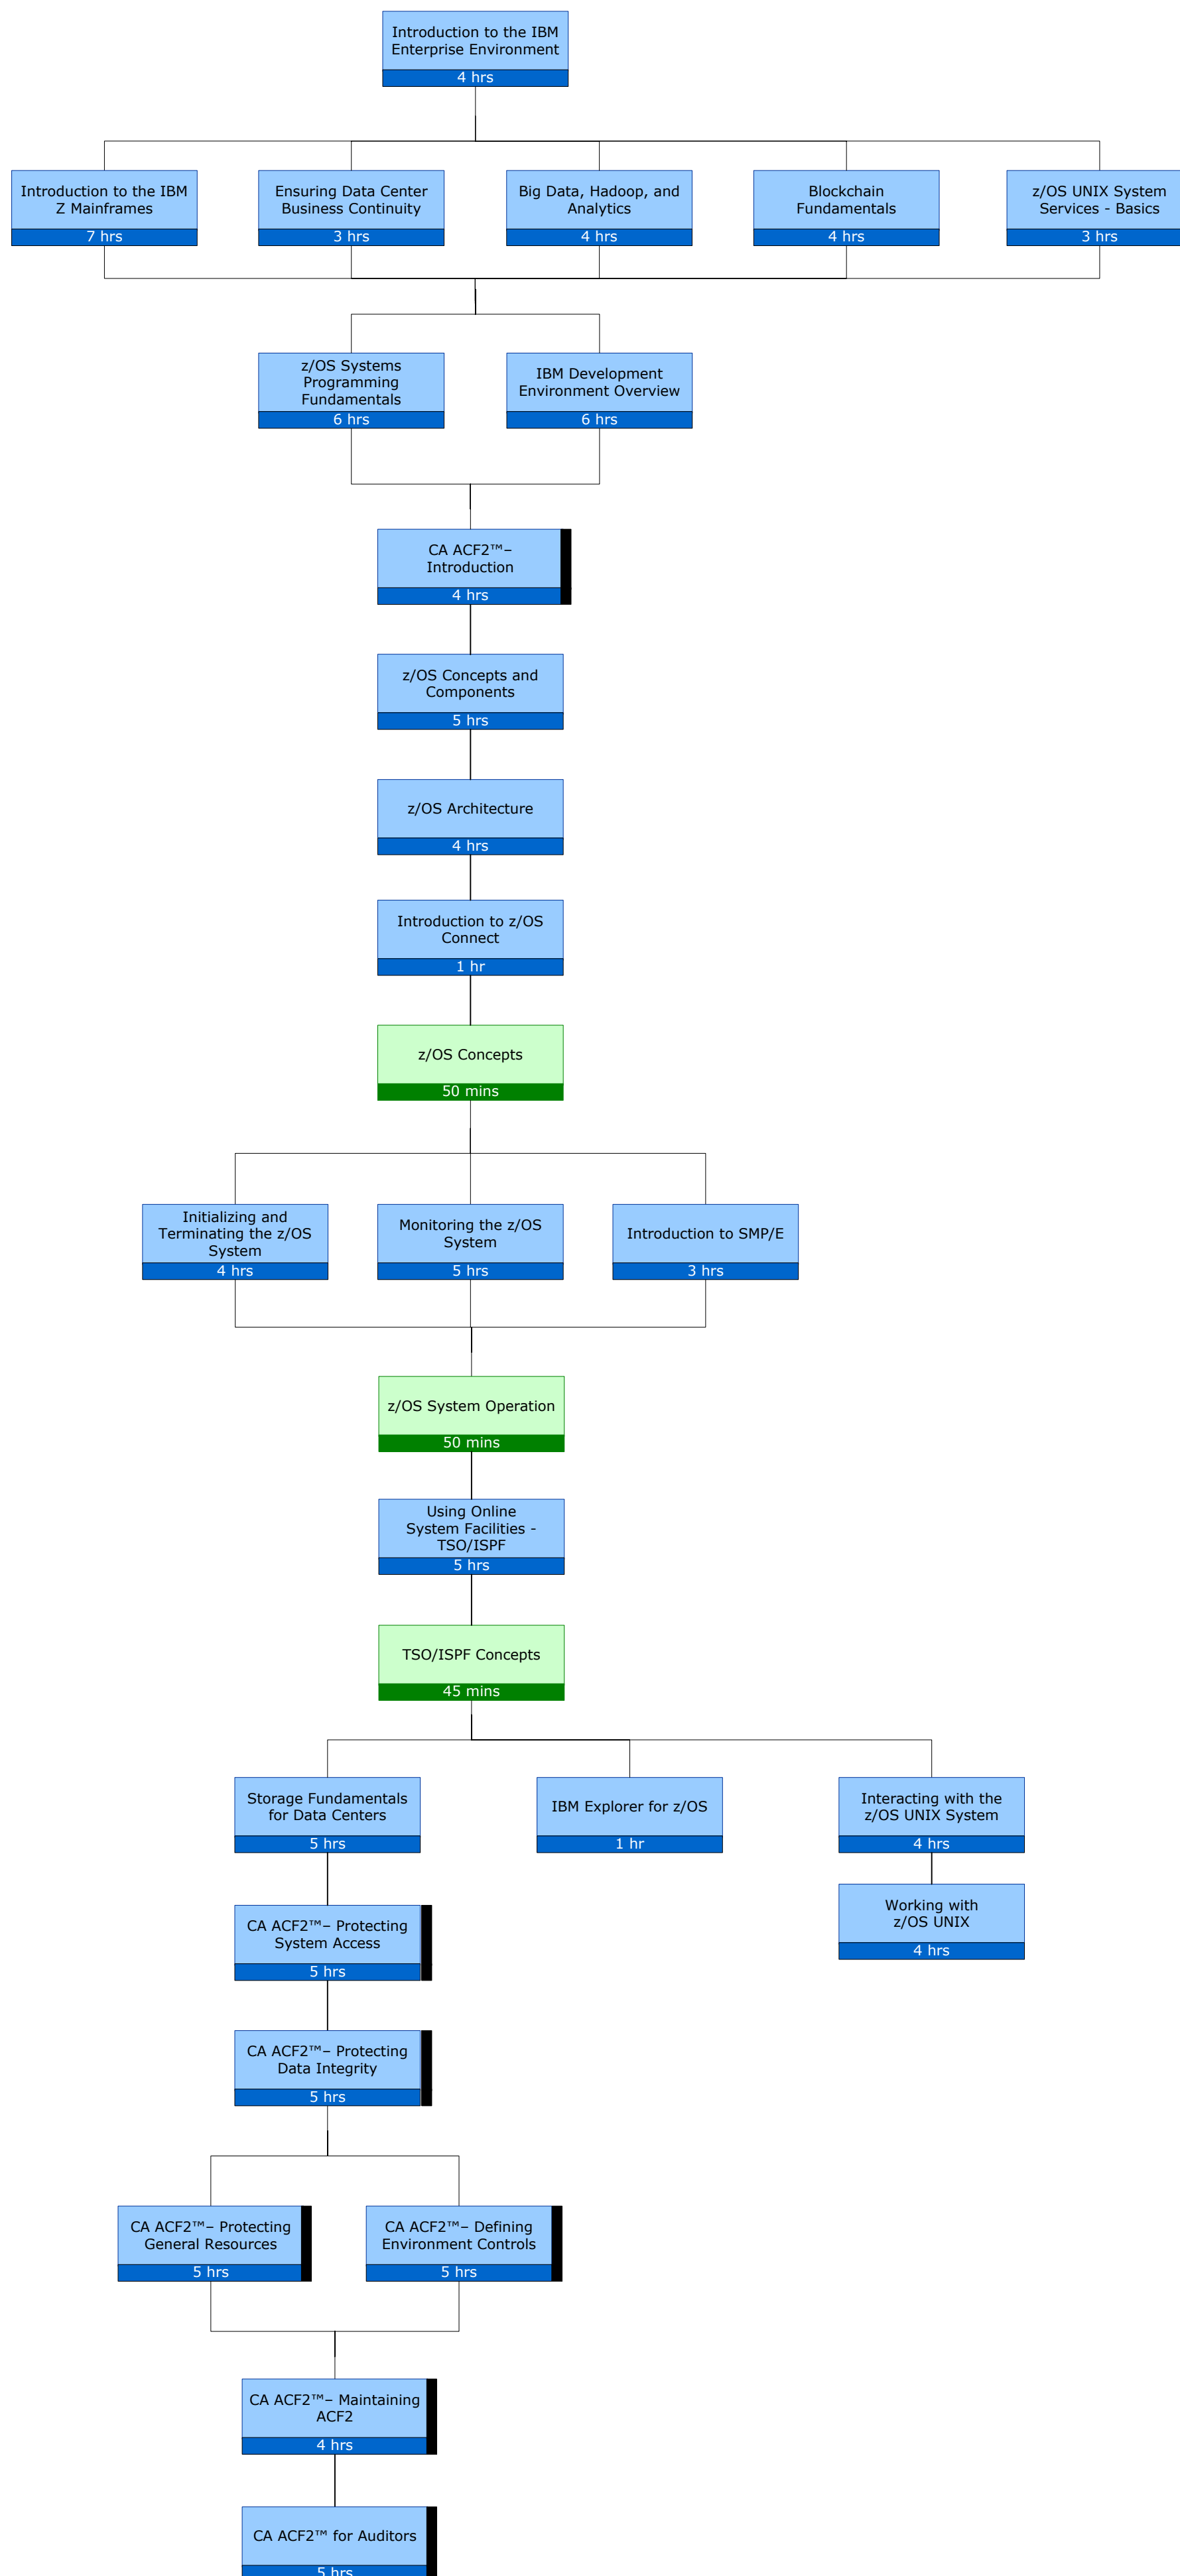 Introduction to the IBM
Enterprise Environment
4 hrs
Introduction to the IBM
Z Mainframes
7 hrs
Ensuring Data Center
Business Continuity
3 hrs
Big Data, Hadoop, and
Analytics
4 hrs
Blockchain
Fundamentals
4 hrs
z/OS UNIX System
Services - Basics
3 hrs
z/OS Systems
Programming
Fundamentals
6 hrs
IBM Development
Environment Overview
6 hrs
CA ACF2™–
Introduction
4 hrs
z/OS Concepts and
Components
5 hrs
z/OS Architecture
4 hrs
Introduction to z/OS
Connect
1 hr
z/OS Concepts
50 mins
Initializing and
Terminating the z/OS
System
4 hrs
Monitoring the z/OS
System
5 hrs
Introduction to SMP/E
3 hrs
z/OS System Operation
50 mins
Using Online
System Facilities -
TSO/ISPF
5 hrs
TSO/ISPF Concepts
45 mins
Storage Fundamentals
for Data Centers
5 hrs
IBM Explorer for z/OS
1 hr
Interacting with the
z/OS UNIX System
4 hrs
Working with
z/OS UNIX
4 hrs
CA ACF2™– Protecting
System Access
5 hrs
CA ACF2™– Protecting
Data Integrity
5 hrs
CA ACF2™– Protecting
General Resources
5 hrs
CA ACF2™– Defining
Environment Controls
5 hrs
CA ACF2™– Maintaining
ACF2
4 hrs
CA ACF2™ for Auditors
5 hrs